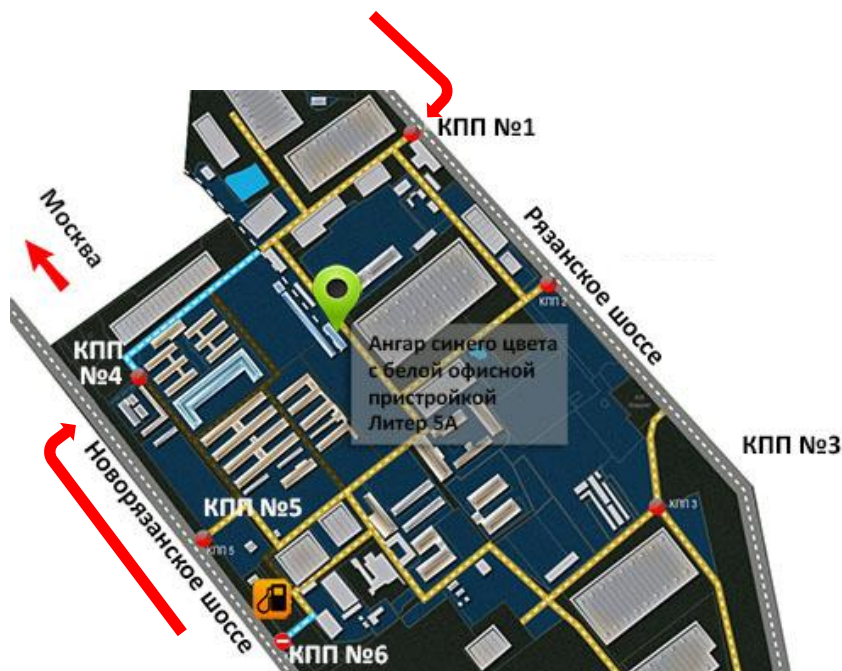 КПП №1
Москва
Рязанское шоссе
КПП 2
Ангар синего цвета
с белой офисной
пристройкой
Литер 5А
КПП
№4
КПП №3
Новорязанское шоссе
КПП №5
КПП 3
КПП 5
КПП №6